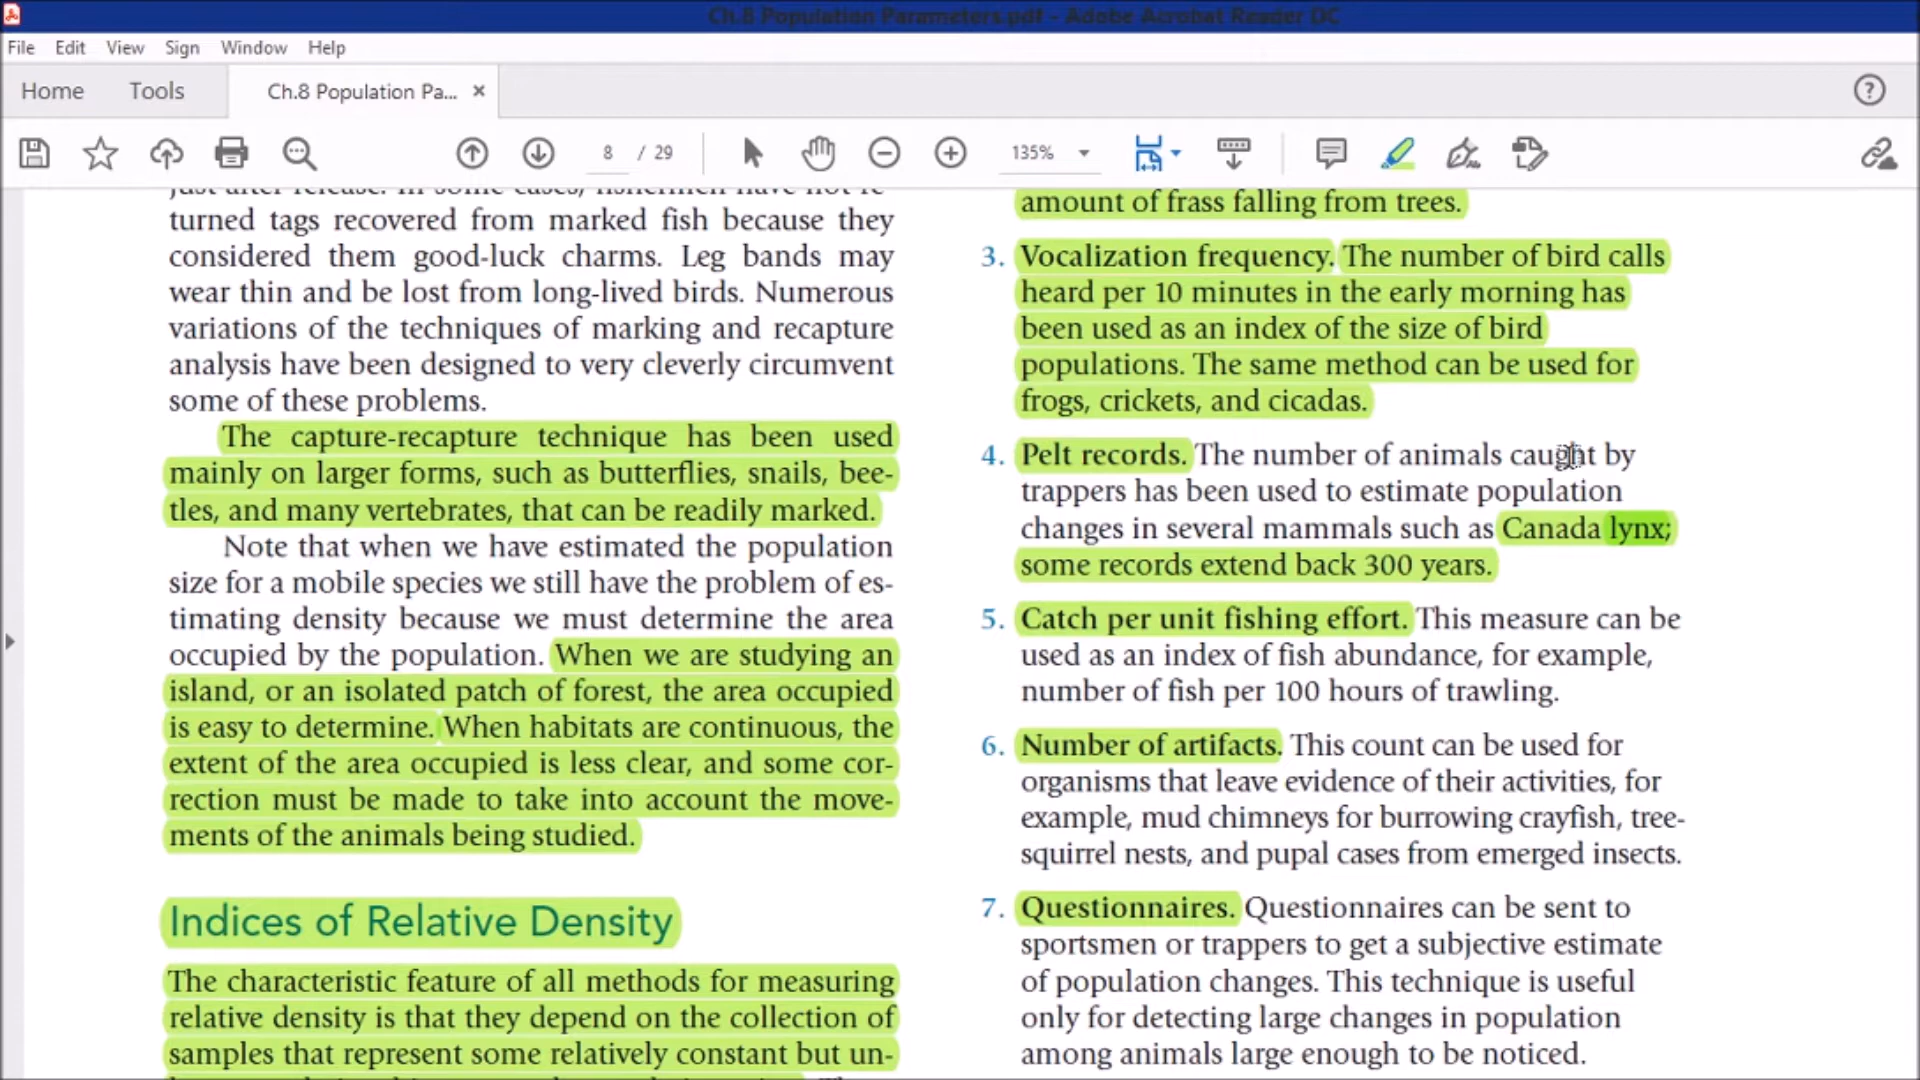 Ch.8 Population Parameters.pdf - Adobe Acrobat Reader DC
File Edit View Sign Window Help
Home Tools Ch.8 Population Pa... ×
8 / 29 135%
just after release. In some cases, fishermen have not re-
turned tags recovered from marked fish because they
considered them good-luck charms. Leg bands may
wear thin and be lost from long-lived birds. Numerous
variations of the techniques of marking and recapture
analysis have been designed to very cleverly circumvent
some of these problems.
The capture-recapture technique has been used
mainly on larger forms, such as butterflies, snails, bee-
tles, and many vertebrates, that can be readily marked.
Note that when we have estimated the population
size for a mobile species we still have the problem of es-
timating density because we must determine the area
occupied by the population. When we are studying an
island, or an isolated patch of forest, the area occupied
is easy to determine. When habitats are continuous, the
extent of the area occupied is less clear, and some cor-
rection must be made to take into account the move-
ments of the animals being studied.
Indices of Relative Density
The characteristic feature of all methods for measuring
relative density is that they depend on the collection of
samples that represent some relatively constant but un-
amount of frass falling from trees.
3. Vocalization frequency. The number of bird calls
heard per 10 minutes in the early morning has
been used as an index of the size of bird
populations. The same method can be used for
frogs, crickets, and cicadas.
4. Pelt records. The number of animals caught by
trappers has been used to estimate population
changes in several mammals such as Canada lynx;
some records extend back 300 years.
5. Catch per unit fishing effort. This measure can be
used as an index of fish abundance, for example,
number of fish per 100 hours of trawling.
6. Number of artifacts. This count can be used for
organisms that leave evidence of their activities, for
example, mud chimneys for burrowing crayfish, tree-
squirrel nests, and pupal cases from emerged insects.
7. Questionnaires. Questionnaires can be sent to
sportsmen or trappers to get a subjective estimate
of population changes. This technique is useful
only for detecting large changes in population
among animals large enough to be noticed.